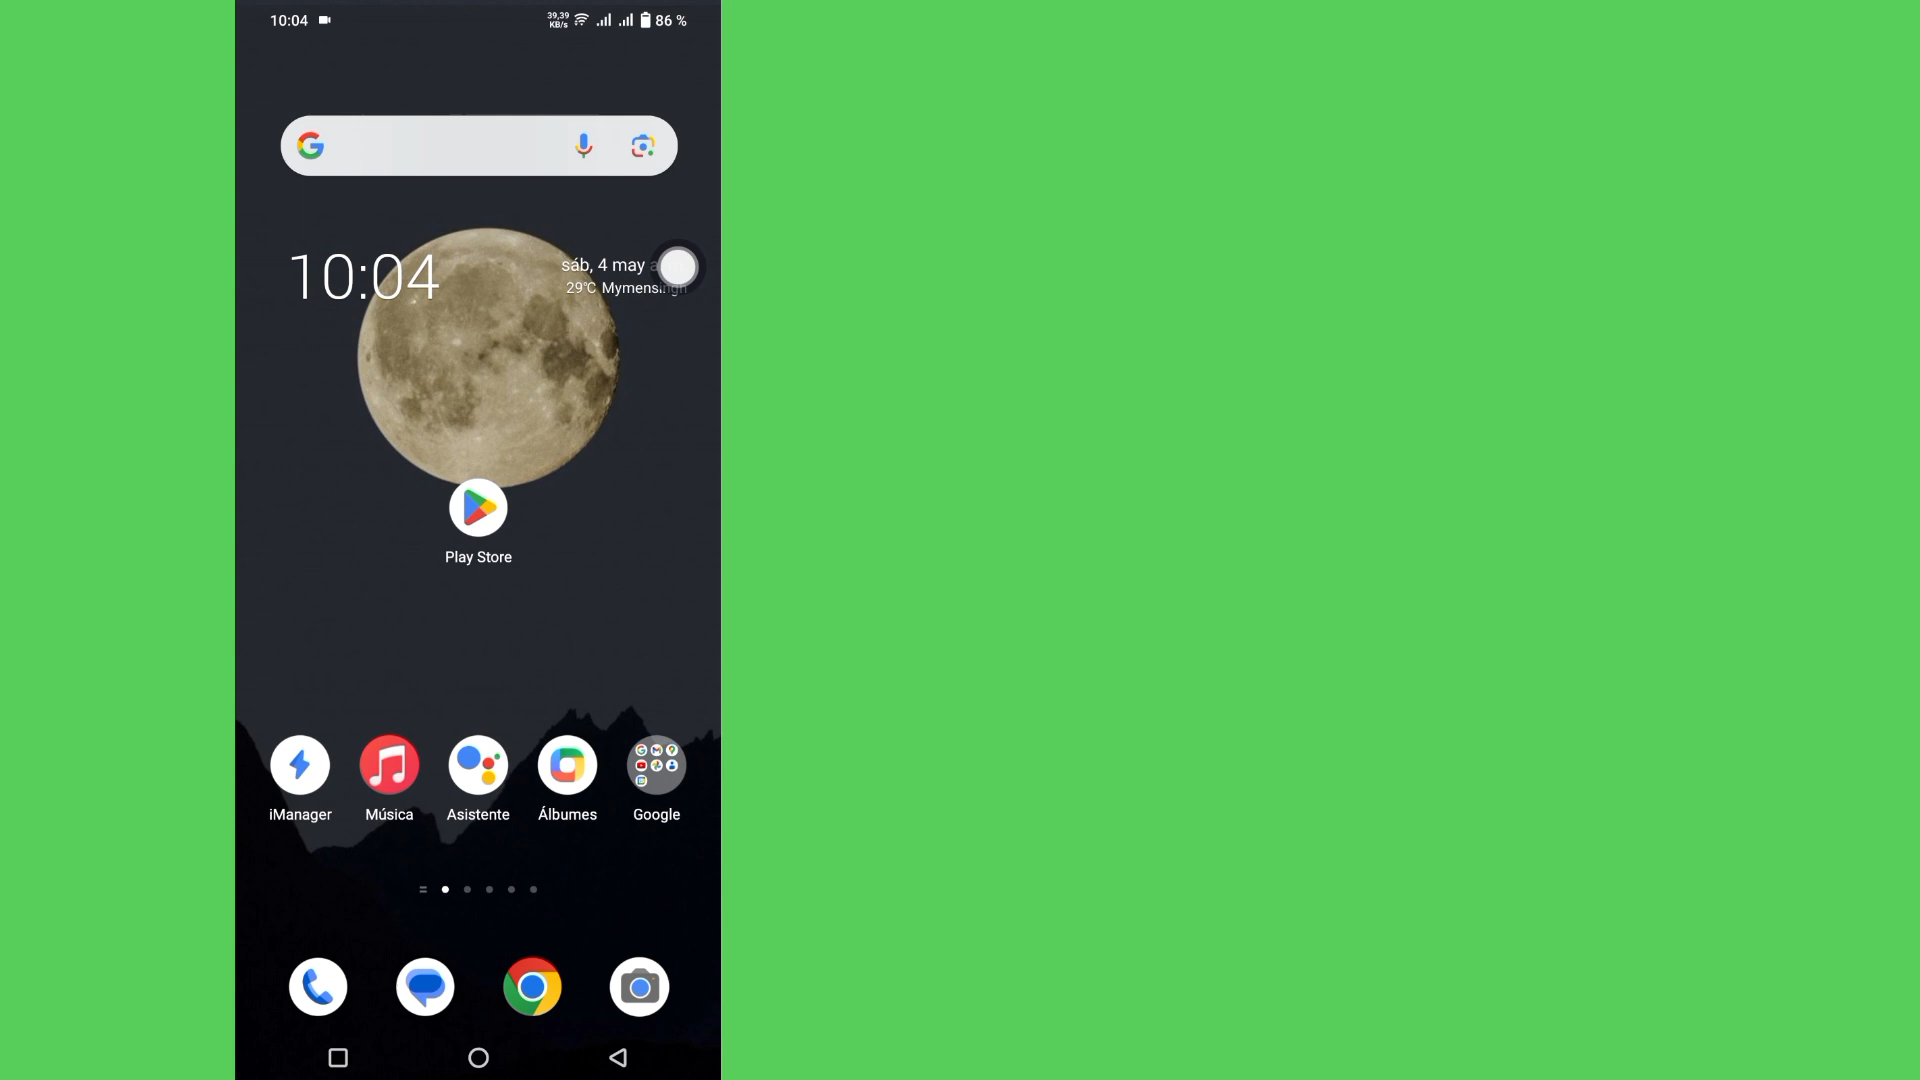 10:04
39,39
KB/s
86 %
10:04
sáb, 4 may
29°C Mymensingh
Play Store
iManager
Música
Asistente
Álbumes
Google